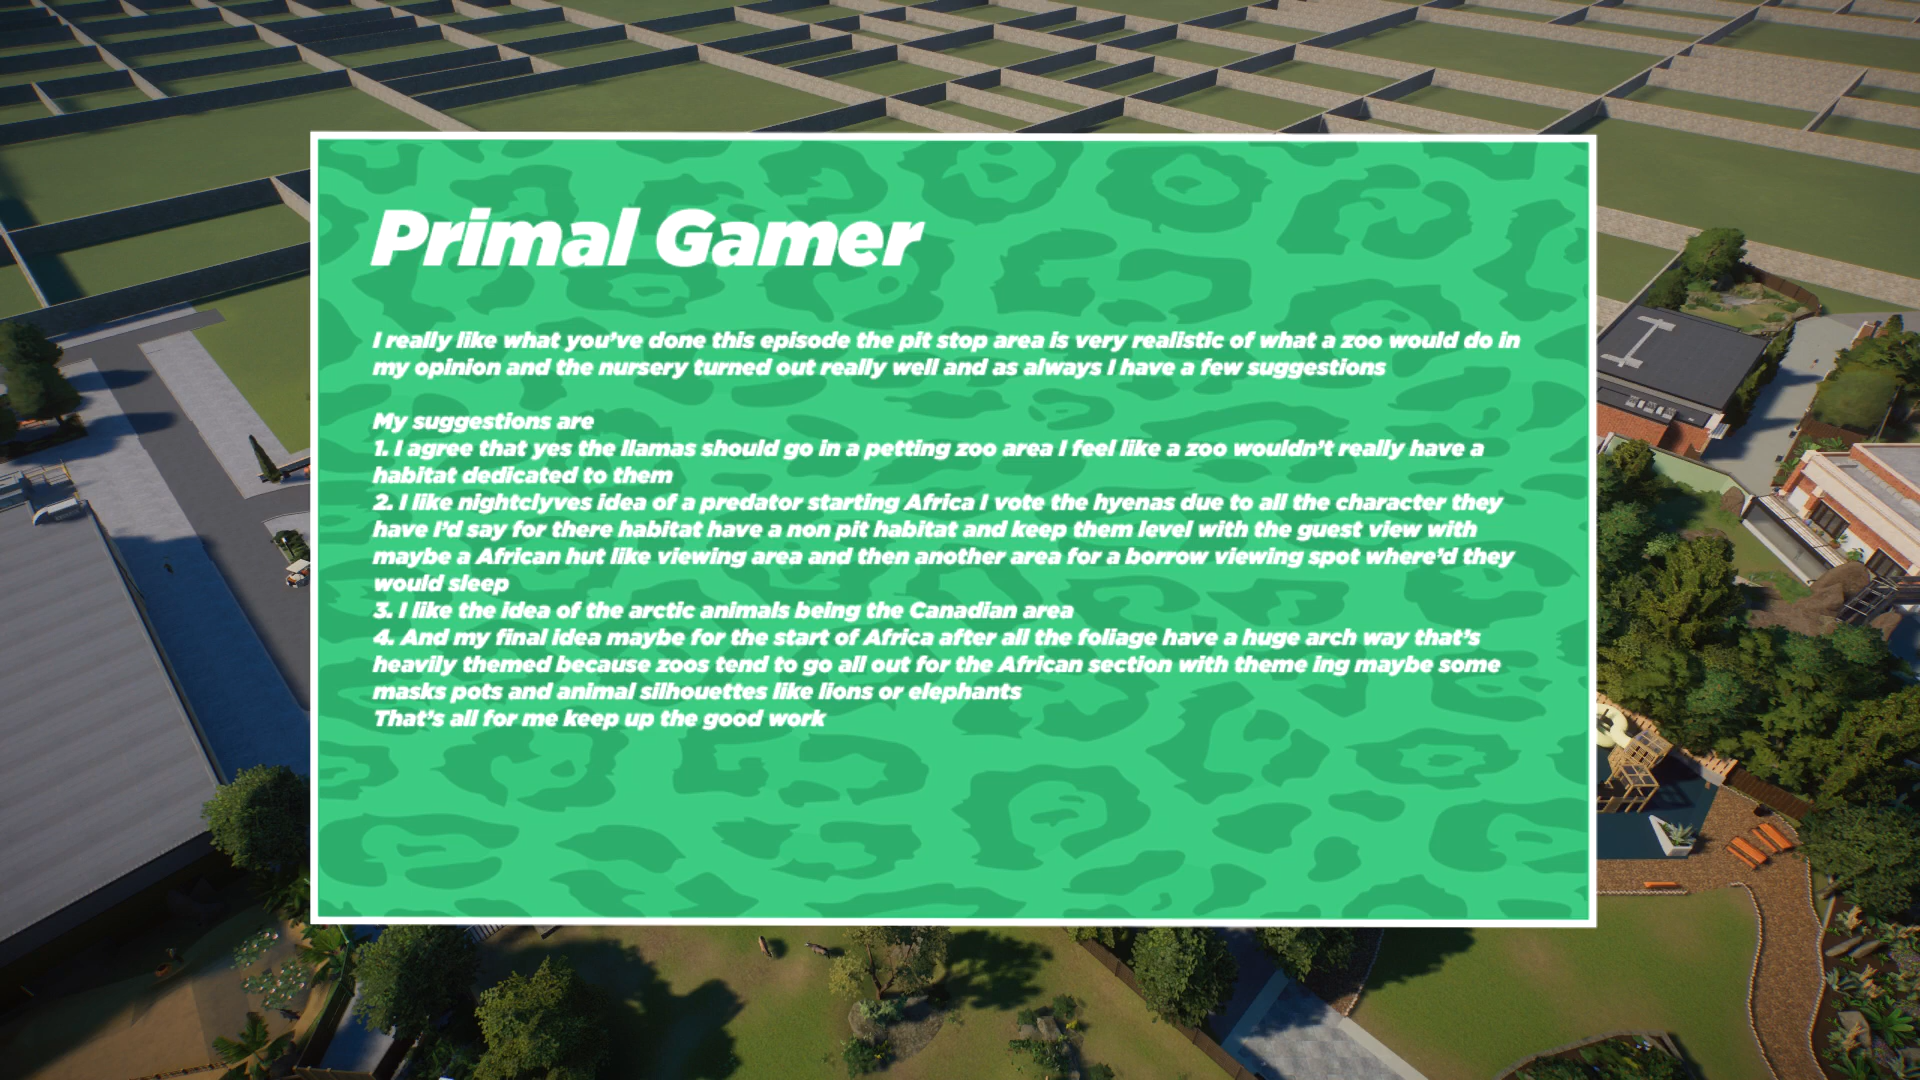 Primal Gamer
I really like what you've done this episode the pit stop area is very realistic of what a zoo would do in
my opinion and the nursery turned out really well and as always I have a few suggestions
My suggestions are
1. I agree that yes the llamas should go in a petting zoo area I feel like a zoo wouldn't really have a
habitat dedicated to them
2. I like nightclyves idea of a predator starting Africa I vote the hyenas due to all the character they
have I'd say for there habitat have a non pit habitat and keep them level with the guest view with
maybe a African hut like viewing area and then another area for a borrow viewing spot where'd they
would sleep
3. I like the idea of the arctic animals being the Canadian area
4. And my final idea maybe for the start of Africa after all the foliage have a huge arch way that's
heavily themed because zoos tend to go all out for the African section with theme ing maybe some
masks pots and animal silhouettes like lions or elephants
That's all for me keep up the good work